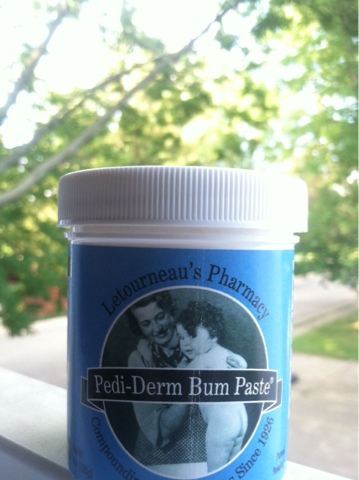 Letourneau's Pharmacy
Pedi-Derm Bum Paste®
Compounding
Since 1926